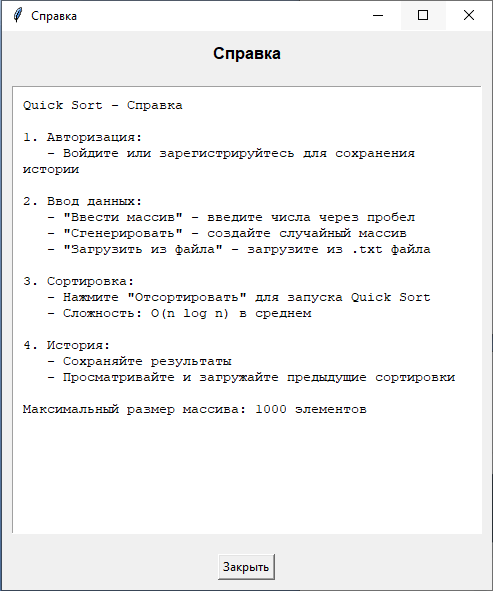 Справка
Справка
Quick Sort - Справка
1. Авторизация:
- Войдите или зарегистрируйтесь для сохранения
истории
2. Ввод данных:
- "Ввести массив" - введите числа через пробел
- "Сгенерировать" - создайте случайный массив
- "Загрузить из файла" - загрузите из .txt файла
3. Сортировка:
- Нажмите "Отсортировать" для запуска Quick Sort
- Сложность: O(n log n) в среднем
4. История:
- Сохраняйте результаты
- Просматривайте и загружайте предыдущие сортировки
Максимальный размер массива: 1000 элементов
Закрыть